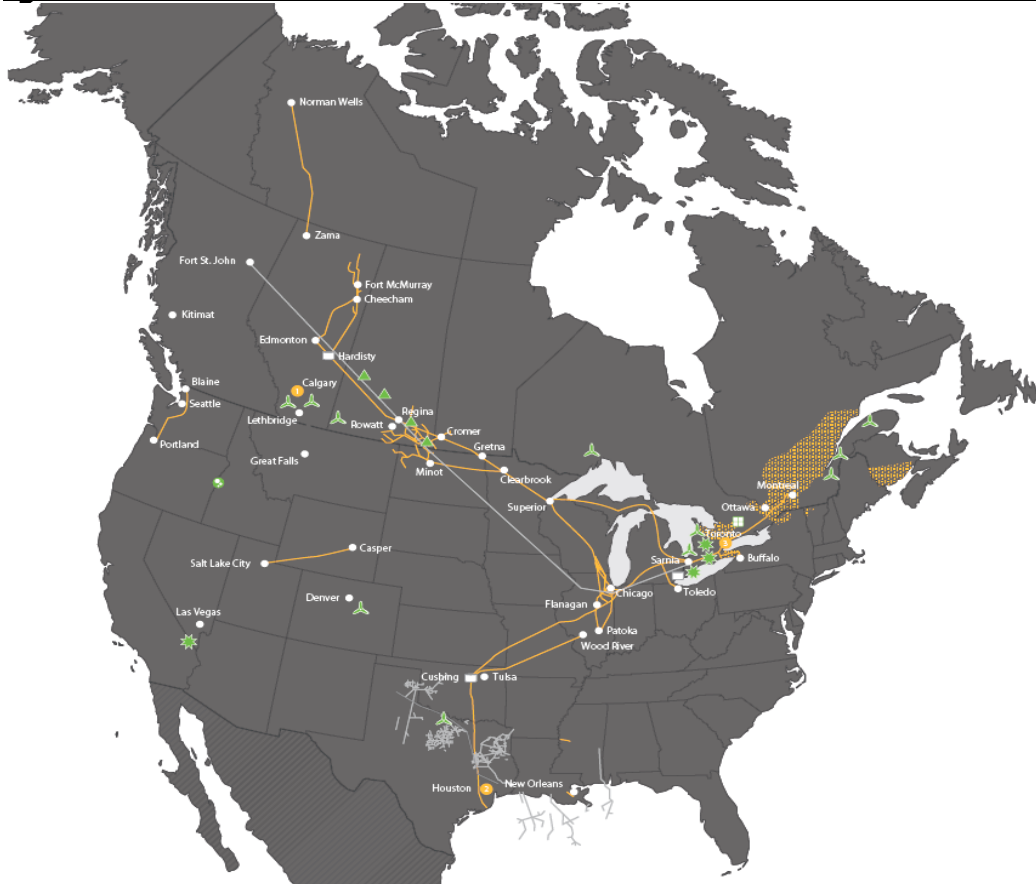 Norman Wells
Zama
Fort St. John
Fort McMurray
Cheecham
Kitimat
Edmonton
Hardisty
Blaine
Calgary
1
Seattle
Regina
Lethbridge
Rowatt
Cromer
Portland
Gretna
Great Falls
Minot
Clearbrook
Montreal
Superior
Ottawa
Toronto
3
Casper
Sarnia
Buffalo
Salt Lake City
Chicago
Toledo
Denver
Flanagan
Las Vegas
Patoka
Wood River
Cushing
Tulsa
New Orleans
Houston
2